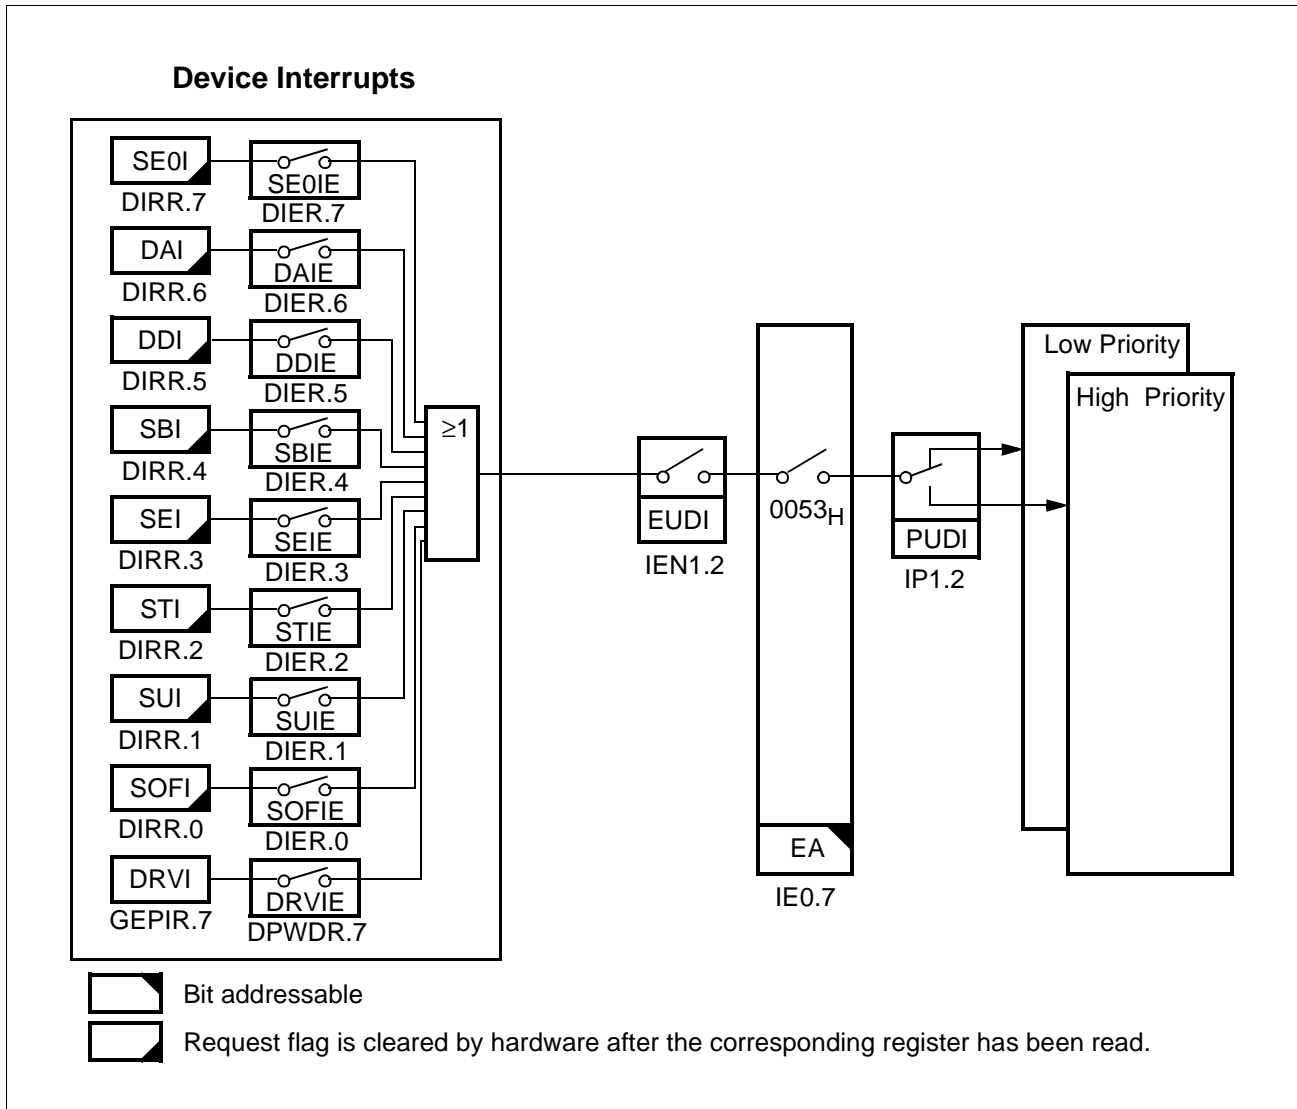 Device Interrupts
SE0I
SE0IE
DIRR.7
DIER.7
DAI
DAIE
DIRR.6
DIER.6
DDI
DDIE
DIRR.5
DIER.5
SBI
SBIE
DIRR.4
DIER.4
SEI
SEIE
DIRR.3
DIER.3
STI
STIE
DIRR.2
DIER.2
SUI
SUIE
DIRR.1
DIER.1
SOFI
SOFIE
DIRR.0
DIER.0
DRVI
DRVIE
GEPIR.7
DPWDR.7
≥1
EUDI
IEN1.2
0053H
EA
IE0.7
PUDI
IP1.2
Low Priority
High Priority
Bit addressable
Request flag is cleared by hardware after the corresponding register has been read.